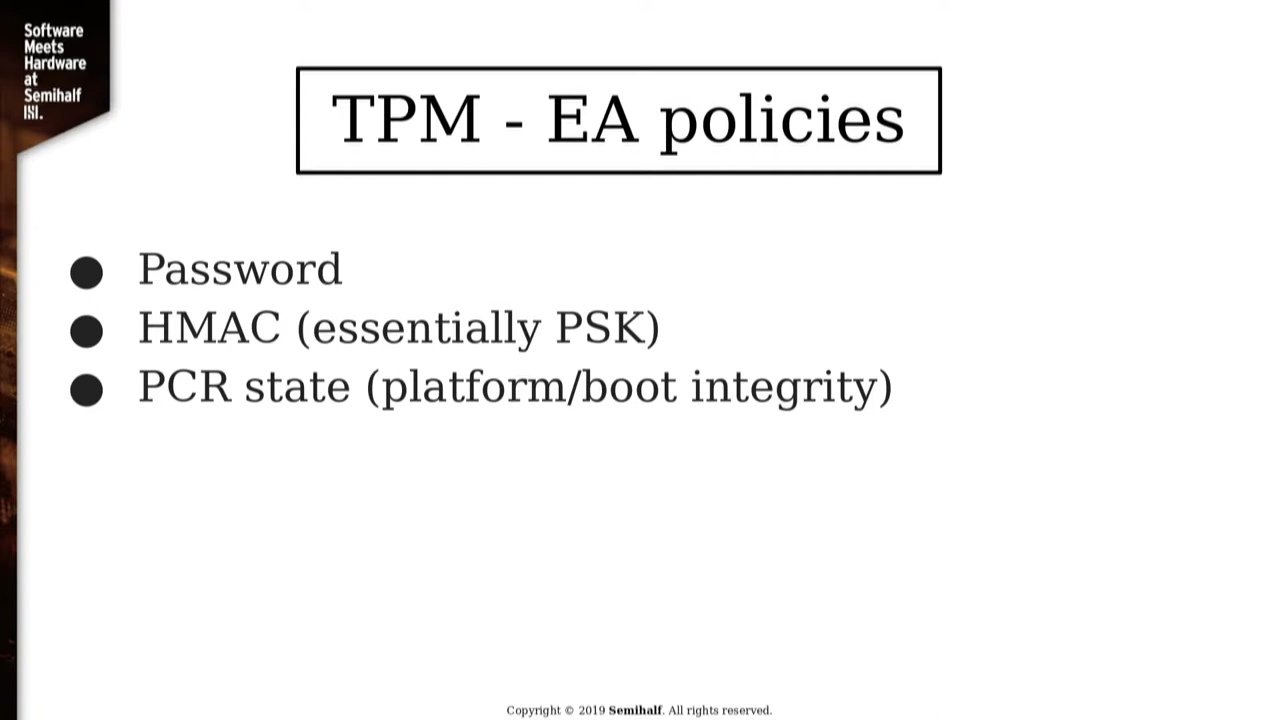 Software
Meets
Hardware
at
Semihalf
TPM - EA policies
● Password
● HMAC (essentially PSK)
● PCR state (platform/boot integrity)
Copyright © 2019 Semihalf. All rights reserved.